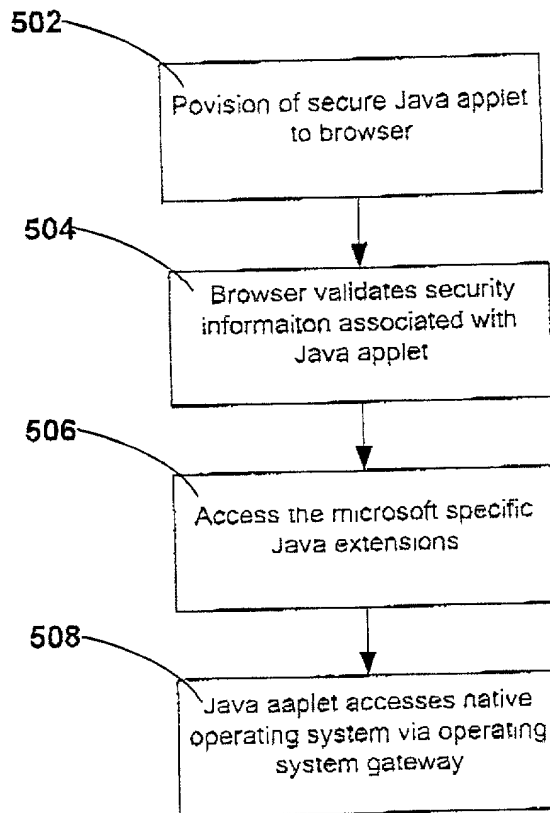 502
Povision of secure Java applet
to browser
504
Browser validates security
informaiton associated with
Java applet
506
Access the microsoft specific
Java extensions
508
Java aaplet accesses native
operating system via operating
system gateway